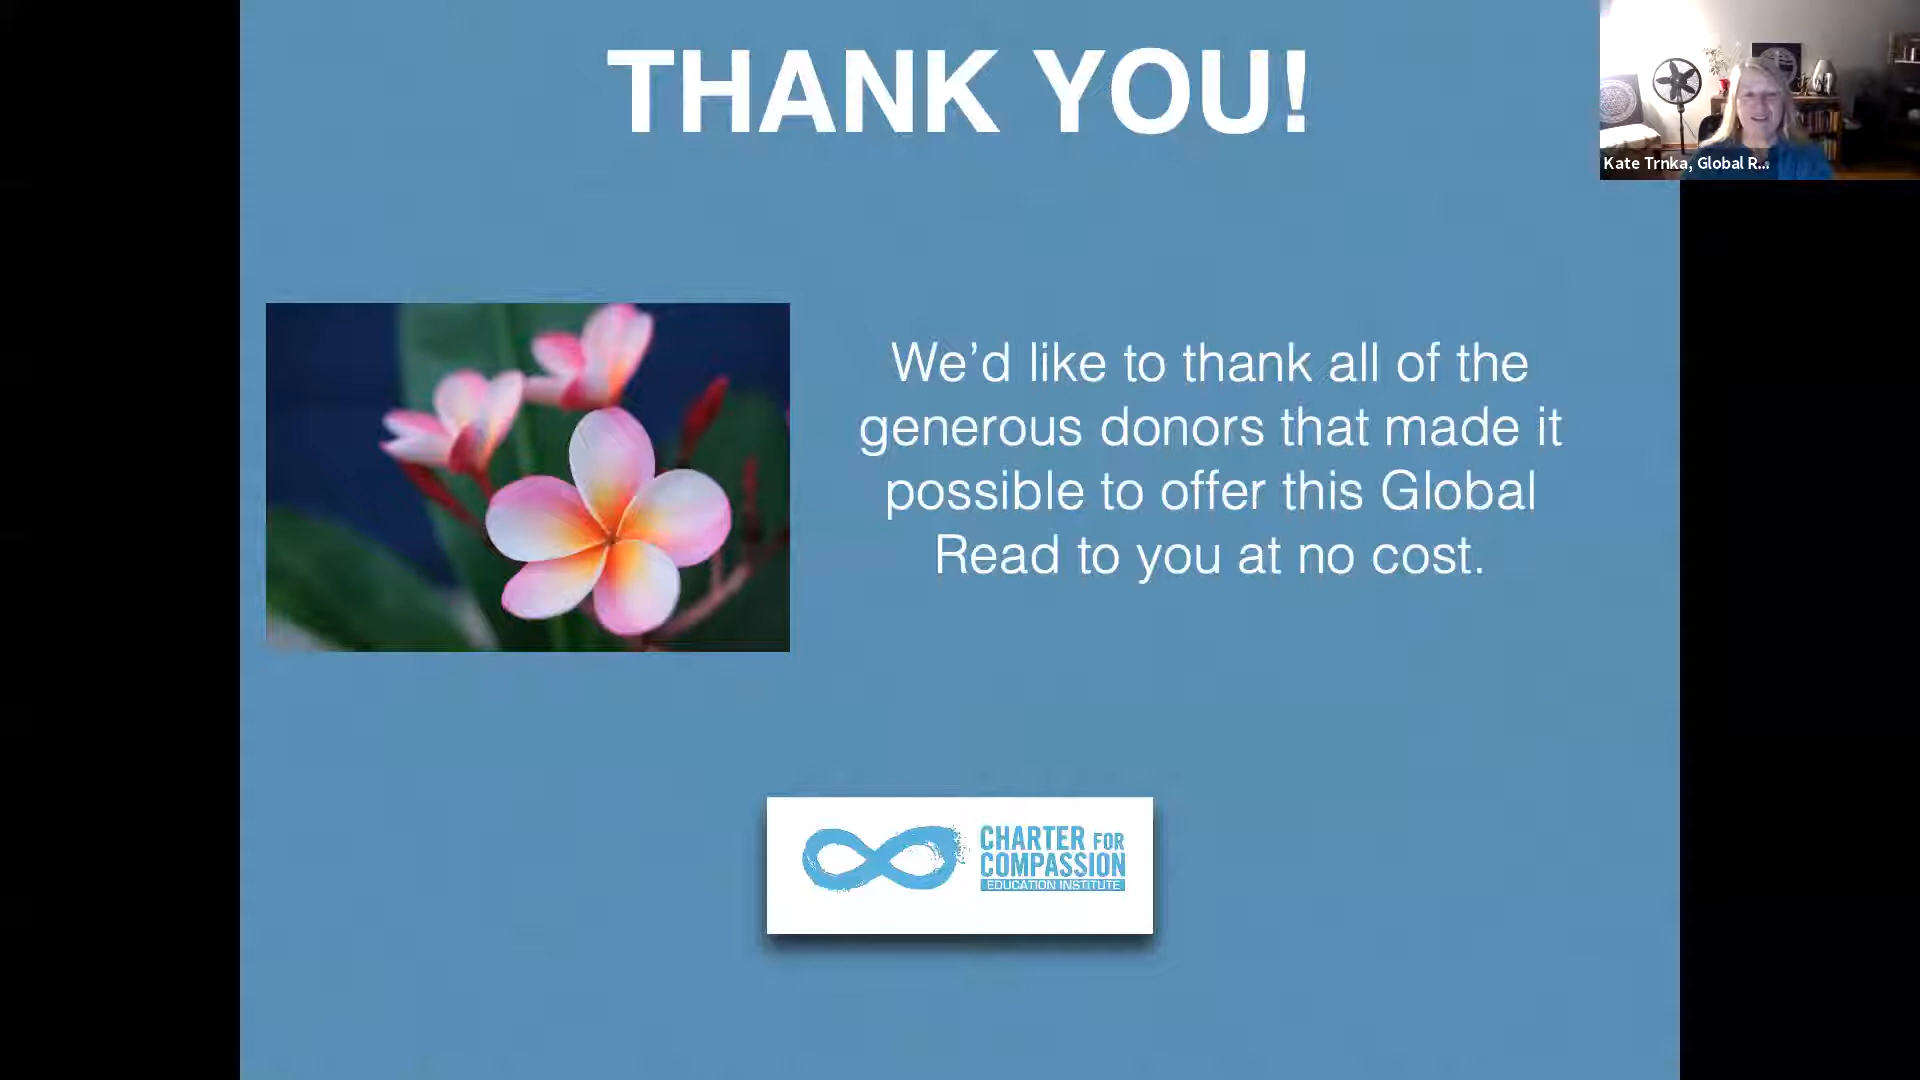 THANK YOU!
Kate Trnka, Global R...
We’d like to thank all of the
generous donors that made it
possible to offer this Global
Read to you at no cost.
CHARTER FOR
COMPASSION
EDUCATION INSTITUTE